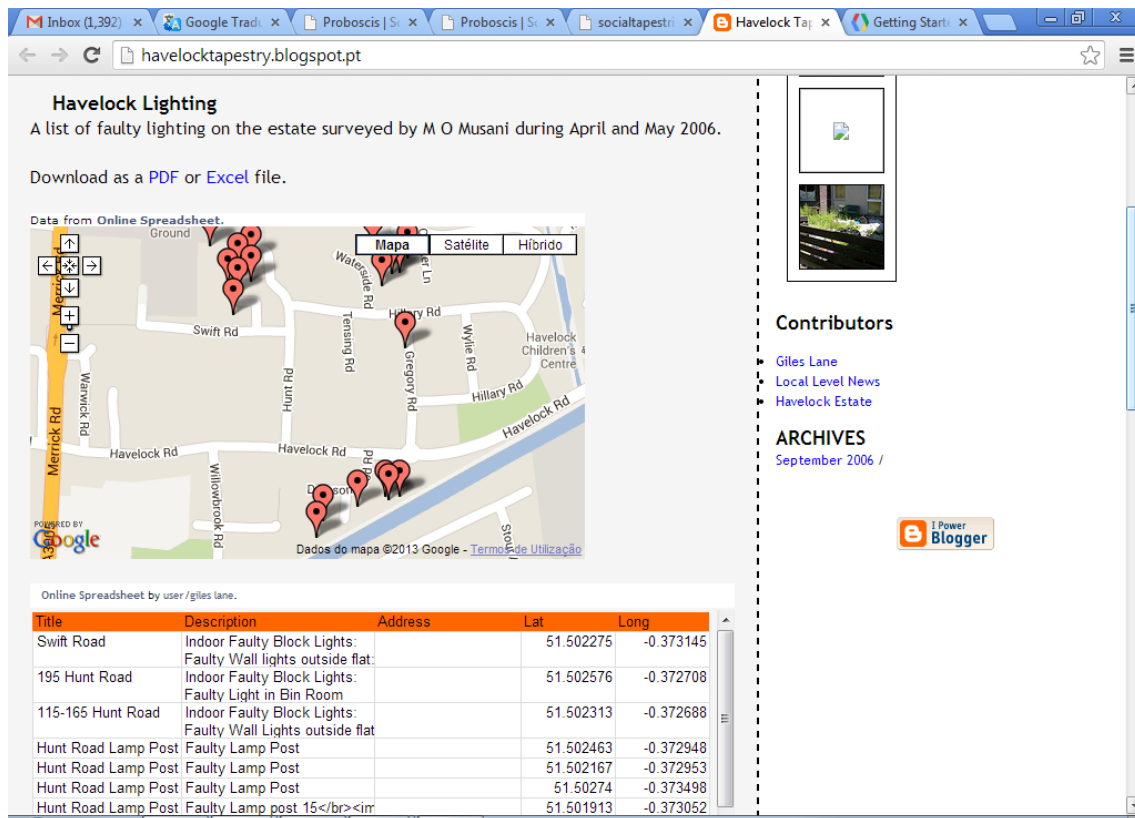 Inbox (1,392)
Google Tradu
Proboscis | Sc
Proboscis | Sc
socialtapestri
Havelock Tap
Getting Starte
havelocktapestry.blogspot.pt
Havelock Lighting
A list of faulty lighting on the estate surveyed by M O Musani during April and May 2006.
Download as a PDF or Excel file.
Data from Online Spreadsheet.
Ground
Mapa
Satélite
Híbrido
Waterside Rd
Swift Rd
Hillary Rd
Tensing Rd
Gregory Rd
Wylie Rd
Havelock
Children's
Centre
Warwick Rd
Hunt Rd
Hillary Rd
Havelock Rd
Merrick Rd
Havelock Rd
Havelock Rd
Willowbrook Rd
POWERED BY
Google
Dados do mapa ©2013 Google - Termos de Utilização
Contributors
Giles Lane
Local Level News
Havelock Estate
ARCHIVES
September 2006 /
I Power
Blogger
Online Spreadsheet by user/giles lane.
Title Description Address Lat Long
Swift Road Indoor Faulty Block Lights: 51.502275 -0.373145
Faulty Wall lights outside flat:
195 Hunt Road Indoor Faulty Block Lights: 51.502576 -0.372708
Faulty Light in Bin Room
115-165 Hunt Road Indoor Faulty Block Lights: 51.502313 -0.372688
Faulty Wall Lights outside flat
Hunt Road Lamp Post Faulty Lamp Post 51.502463 -0.372948
Hunt Road Lamp Post Faulty Lamp Post 51.502167 -0.372953
Hunt Road Lamp Post Faulty Lamp Post 51.50274 -0.373498
Hunt Road Lamp Post Faulty Lamp post 15</br><im 51.501913 -0.373052